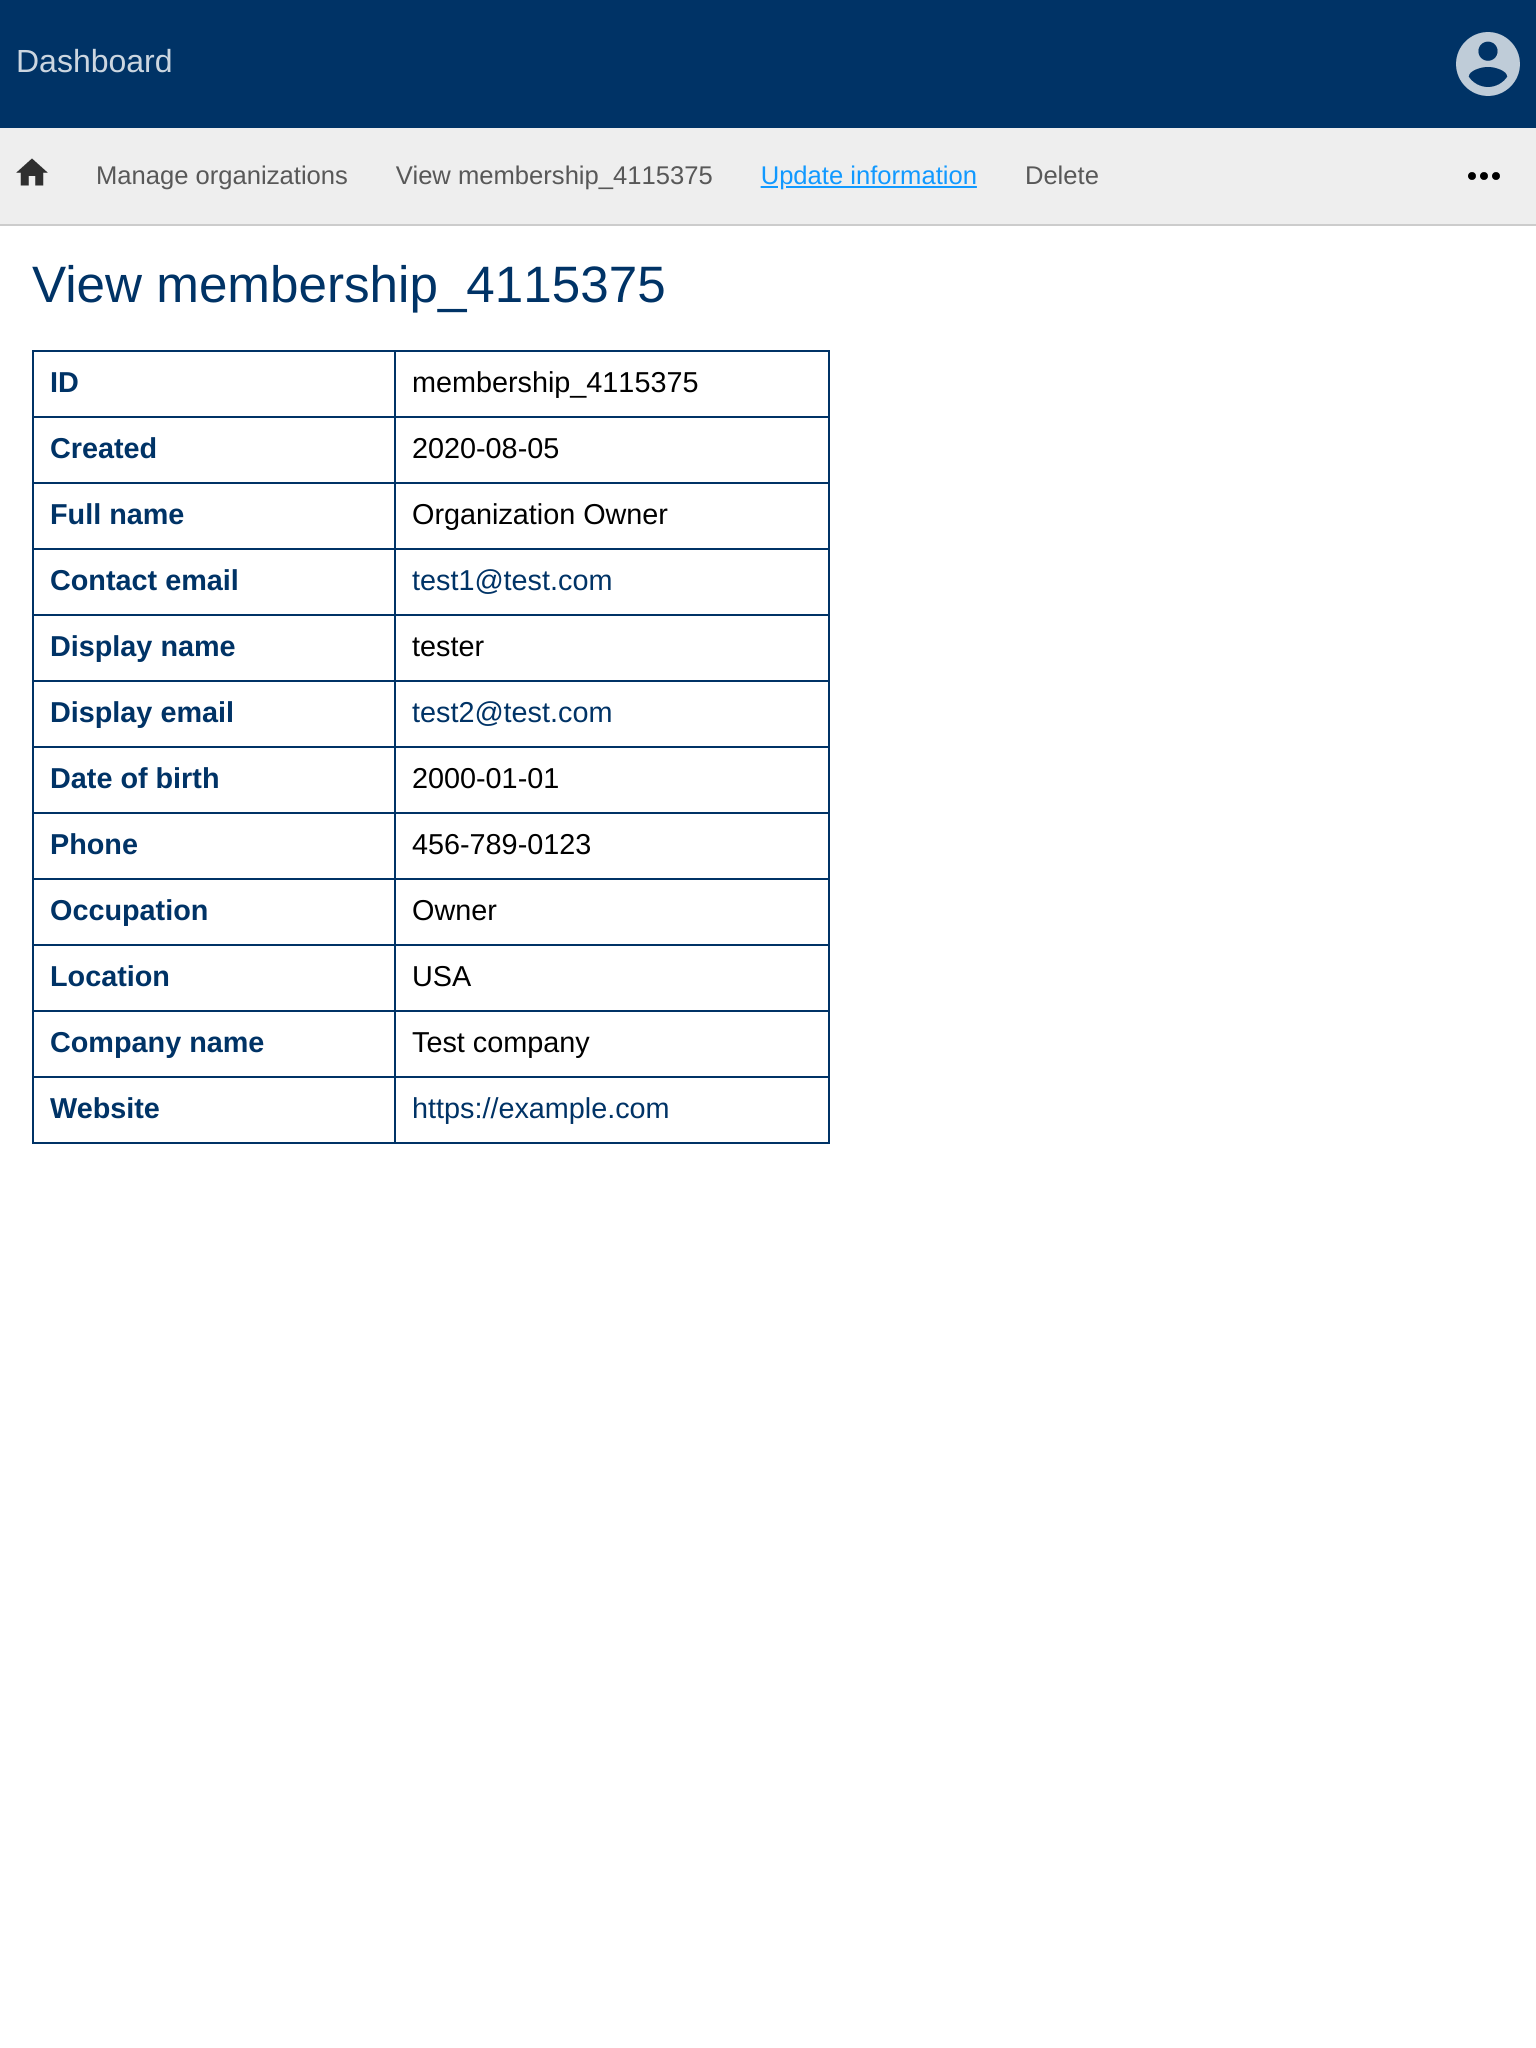 Dashboard
Manage organizations View membership_4115375 Update information Delete
View membership_4115375
ID membership_4115375
Created 2020-08-05
Full name Organization Owner
Contact email test1@test.com
Display name tester
Display email test2@test.com
Date of birth 2000-01-01
Phone 456-789-0123
Occupation Owner
Location USA
Company name Test company
Website https://example.com